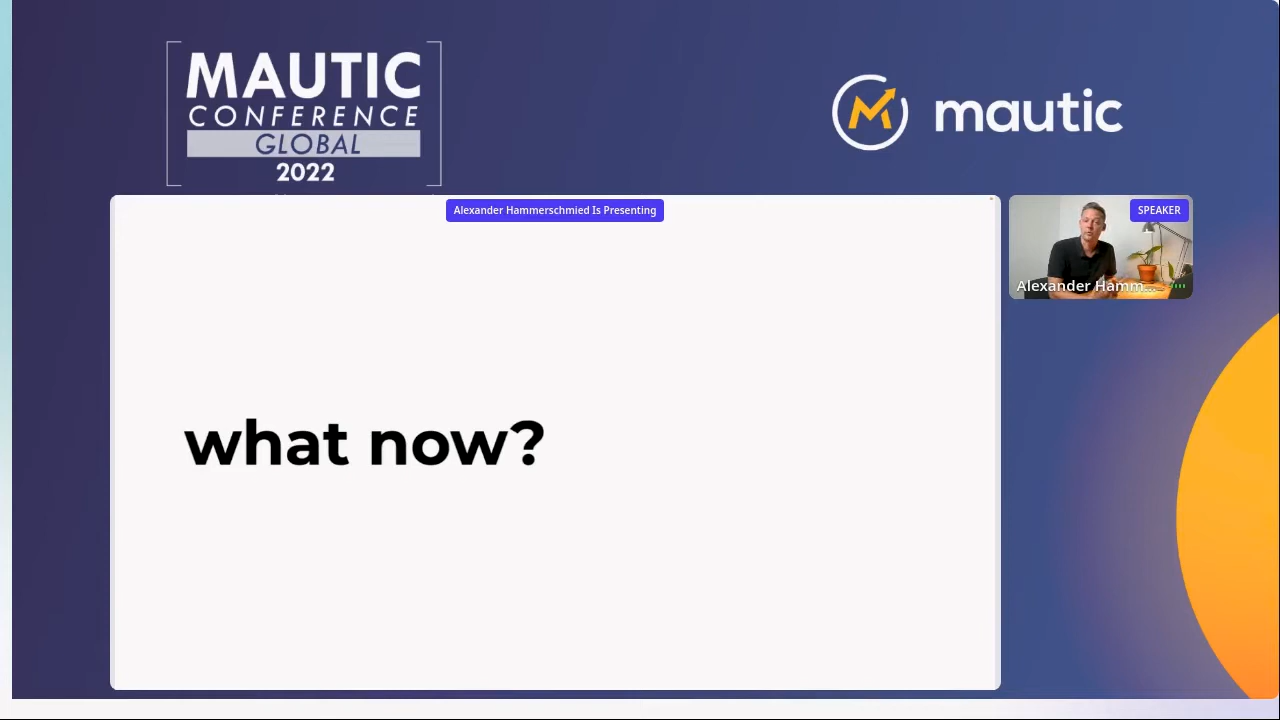 MAUTIC
CONFERENCE
GLOBAL
2022
mautic
Alexander Hammerschmied Is Presenting
SPEAKER
Alexander Hamm...
what now?